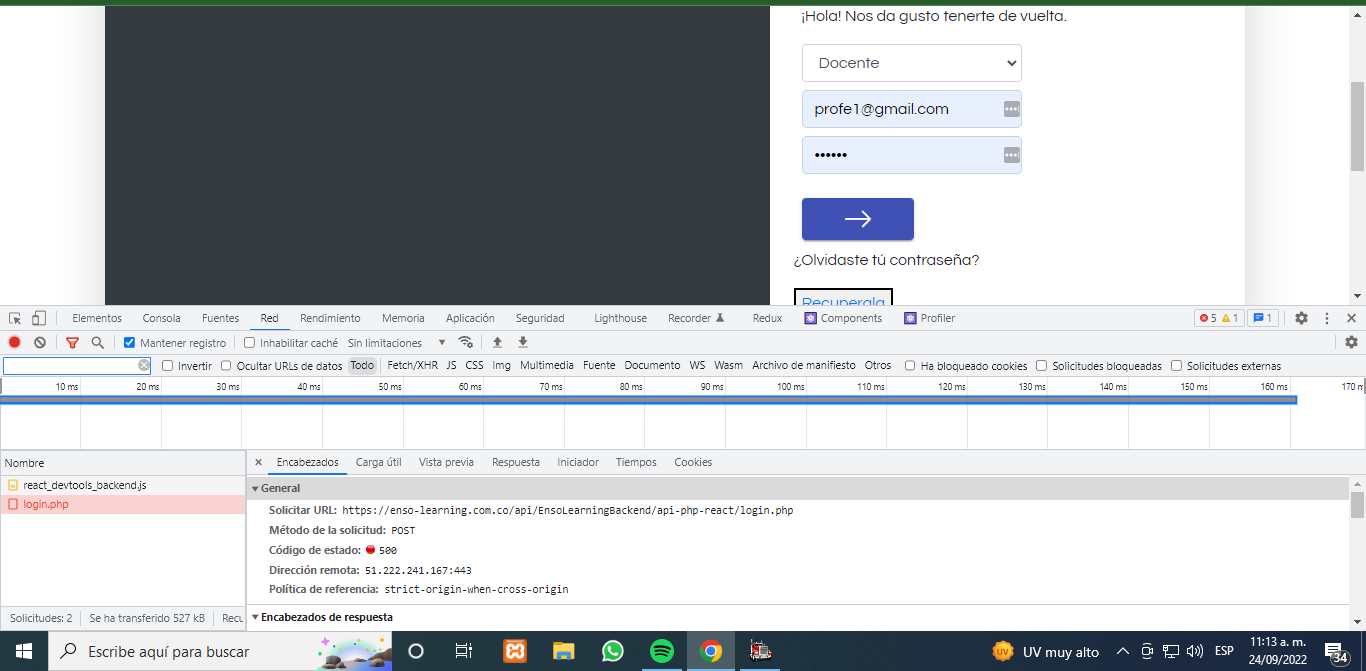 ¡Hola! Nos da gusto tenerte de vuelta.
Docente
profe1@gmail.com
••••••
¿Olvidaste tú contraseña?
Recuperala
Elementos Consola Fuentes Red Rendimiento Memoria Aplicación Seguridad Lighthouse Recorder Redux Components Profiler 5 1 1
Mantener registro Inhabilitar caché Sin limitaciones
Invertir Ocultar URLs de datos Todo Fetch/XHR JS CSS Img Multimedia Fuente Documento WS Wasm Archivo de manifiesto Otros Ha bloqueado cookies Solicitudes bloqueadas Solicitudes externas
10 ms 20 ms 30 ms 40 ms 50 ms 60 ms 70 ms 80 ms 90 ms 100 ms 110 ms 120 ms 130 ms 140 ms 150 ms 160 ms 170 m
Nombre
react_devtools_backend.js
login.php
Solicitudes: 2 Se ha transferido 527 kB Recu
Encabezados Carga útil Vista previa Respuesta Iniciador Tiempos Cookies
General
Solicitar URL: https://enso-learning.com.co/api/EnsoLearningBackend/api-php-react/login.php
Método de la solicitud: POST
Código de estado: 500
Dirección remota: 51.222.241.167:443
Política de referencia: strict-origin-when-cross-origin
Encabezados de respuesta
Escribe aquí para buscar
UV UV muy alto
ESP
11:13 a. m.
24/09/2022
34